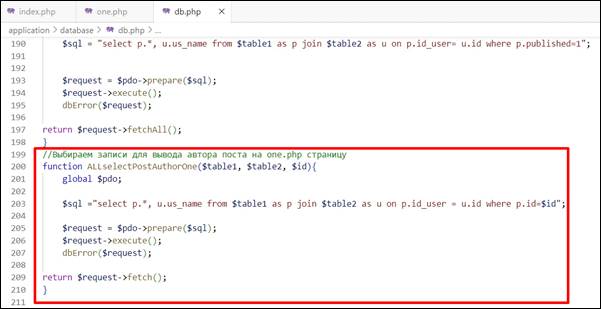 index.php one.php db.php ×
application > database > db.php > ...
190 $sql = "select p.*, u.us_name from $table1 as p join $table2 as u on p.id_user= u.id where p.published=1";
191
192
193 $request = $pdo->prepare($sql);
194 $request->execute();
195 dbError($request);
196
197 return $request->fetchAll();
198 }
199 //Выбираем записи для вывода автора поста на one.php страницу
200 function ALLselectPostAuthorOne($table1, $table2, $id){
201 global $pdo;
202
203 $sql ="select p.*, u.us_name from $table1 as p join $table2 as u on p.id_user = u.id where p.id=$id";
204
205 $request = $pdo->prepare($sql);
206 $request->execute();
207 dbError($request);
208
209 return $request->fetch();
210 }
211